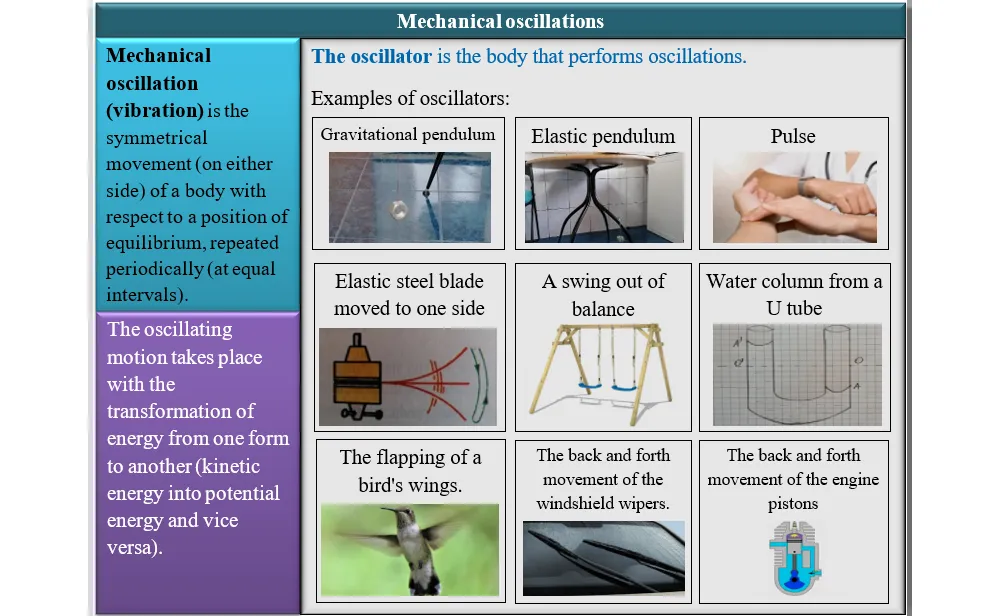 Mechanical oscillations
Mechanical
oscillation
(vibration) is the
symmetrical
movement (on either
side) of a body with
respect to a position of
equilibrium, repeated
periodically (at equal
intervals).
The oscillating
motion takes place
with the
transformation of
energy from one form
to another (kinetic
energy into potential
energy and vice
versa).
The oscillator is the body that performs oscillations.
Examples of oscillators:
Gravitational pendulum
Elastic pendulum
Pulse
Elastic steel blade
moved to one side
A swing out of
balance
Water column from a
U tube
A'
O'
O
A
The flapping of a
bird's wings.
The back and forth
movement of the
windshield wipers.
The back and forth
movement of the engine
pistons